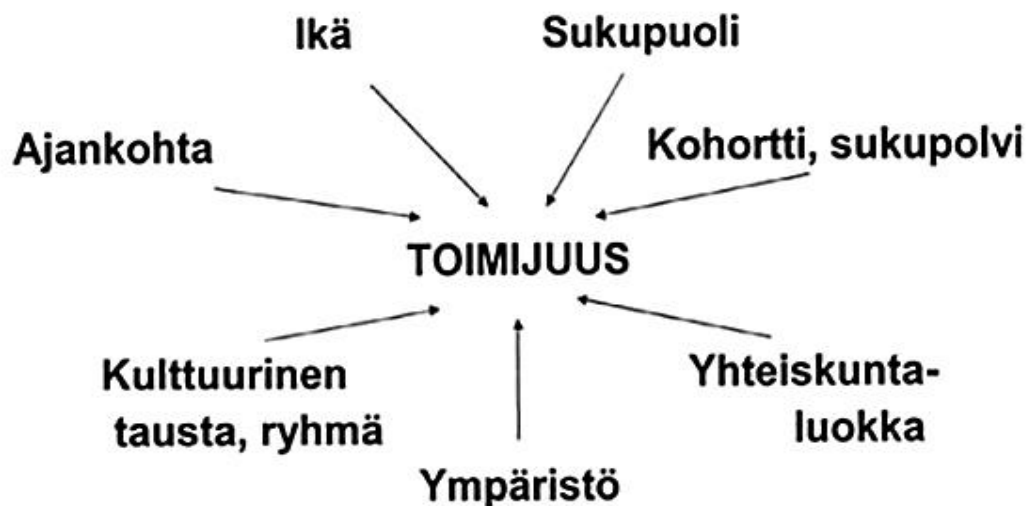 Ikä
Sukupuoli
Ajankohta
Kohortti, sukupolvi
TOIMIJUUS
Kulttuurinen
tausta, ryhmä
Yhteiskunta-
luokka
Ympäristö